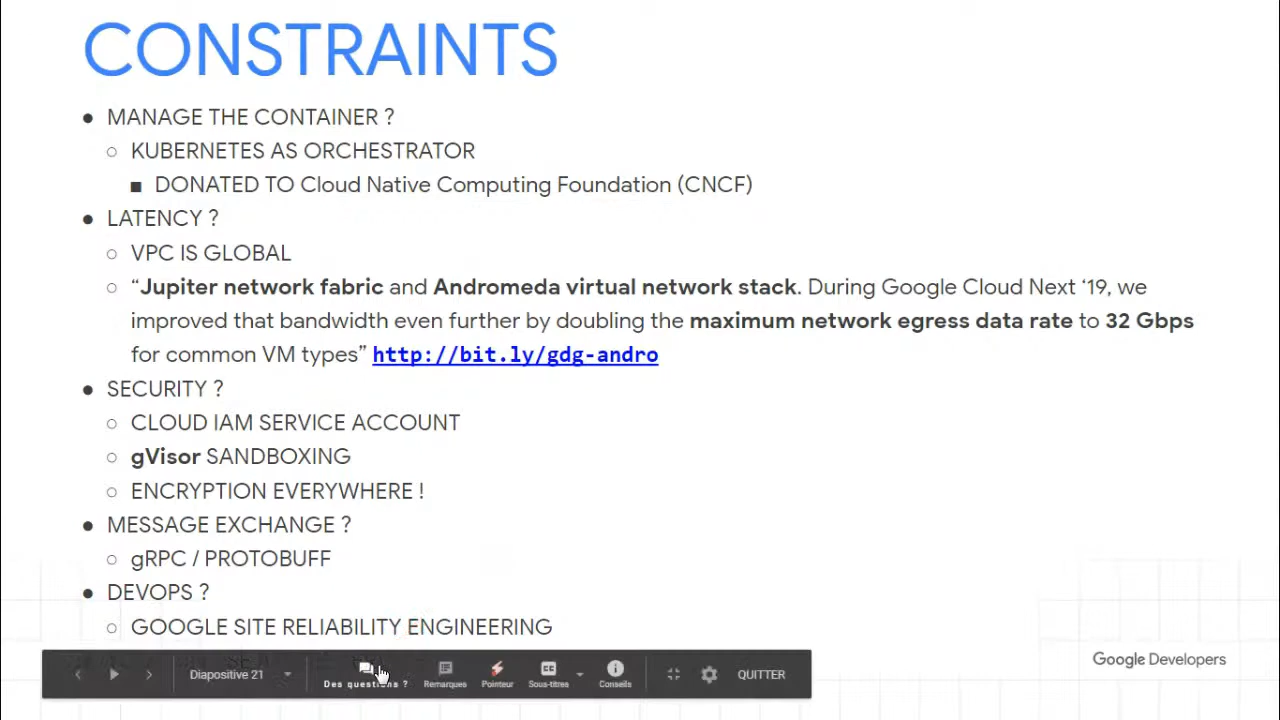 CONSTRAINTS
● MANAGE THE CONTAINER ?
○ KUBERNETES AS ORCHESTRATOR
■ DONATED TO Cloud Native Computing Foundation (CNCF)
● LATENCY ?
○ VPC IS GLOBAL
○ “Jupiter network fabric and Andromeda virtual network stack. During Google Cloud Next ‘19, we
improved that bandwidth even further by doubling the maximum network egress data rate to 32 Gbps
for common VM types” http://bit.ly/gdg-andro
● SECURITY ?
○ CLOUD IAM SERVICE ACCOUNT
○ gVisor SANDBOXING
○ ENCRYPTION EVERYWHERE !
● MESSAGE EXCHANGE ?
○ gRPC / PROTOBUFF
● DEVOPS ?
○ GOOGLE SITE RELIABILITY ENGINEERING
Google Developers
Diapositive 21
Des questions ?
Remarques
Pointeur
CC
Sous-titres
Conseils
QUITTER